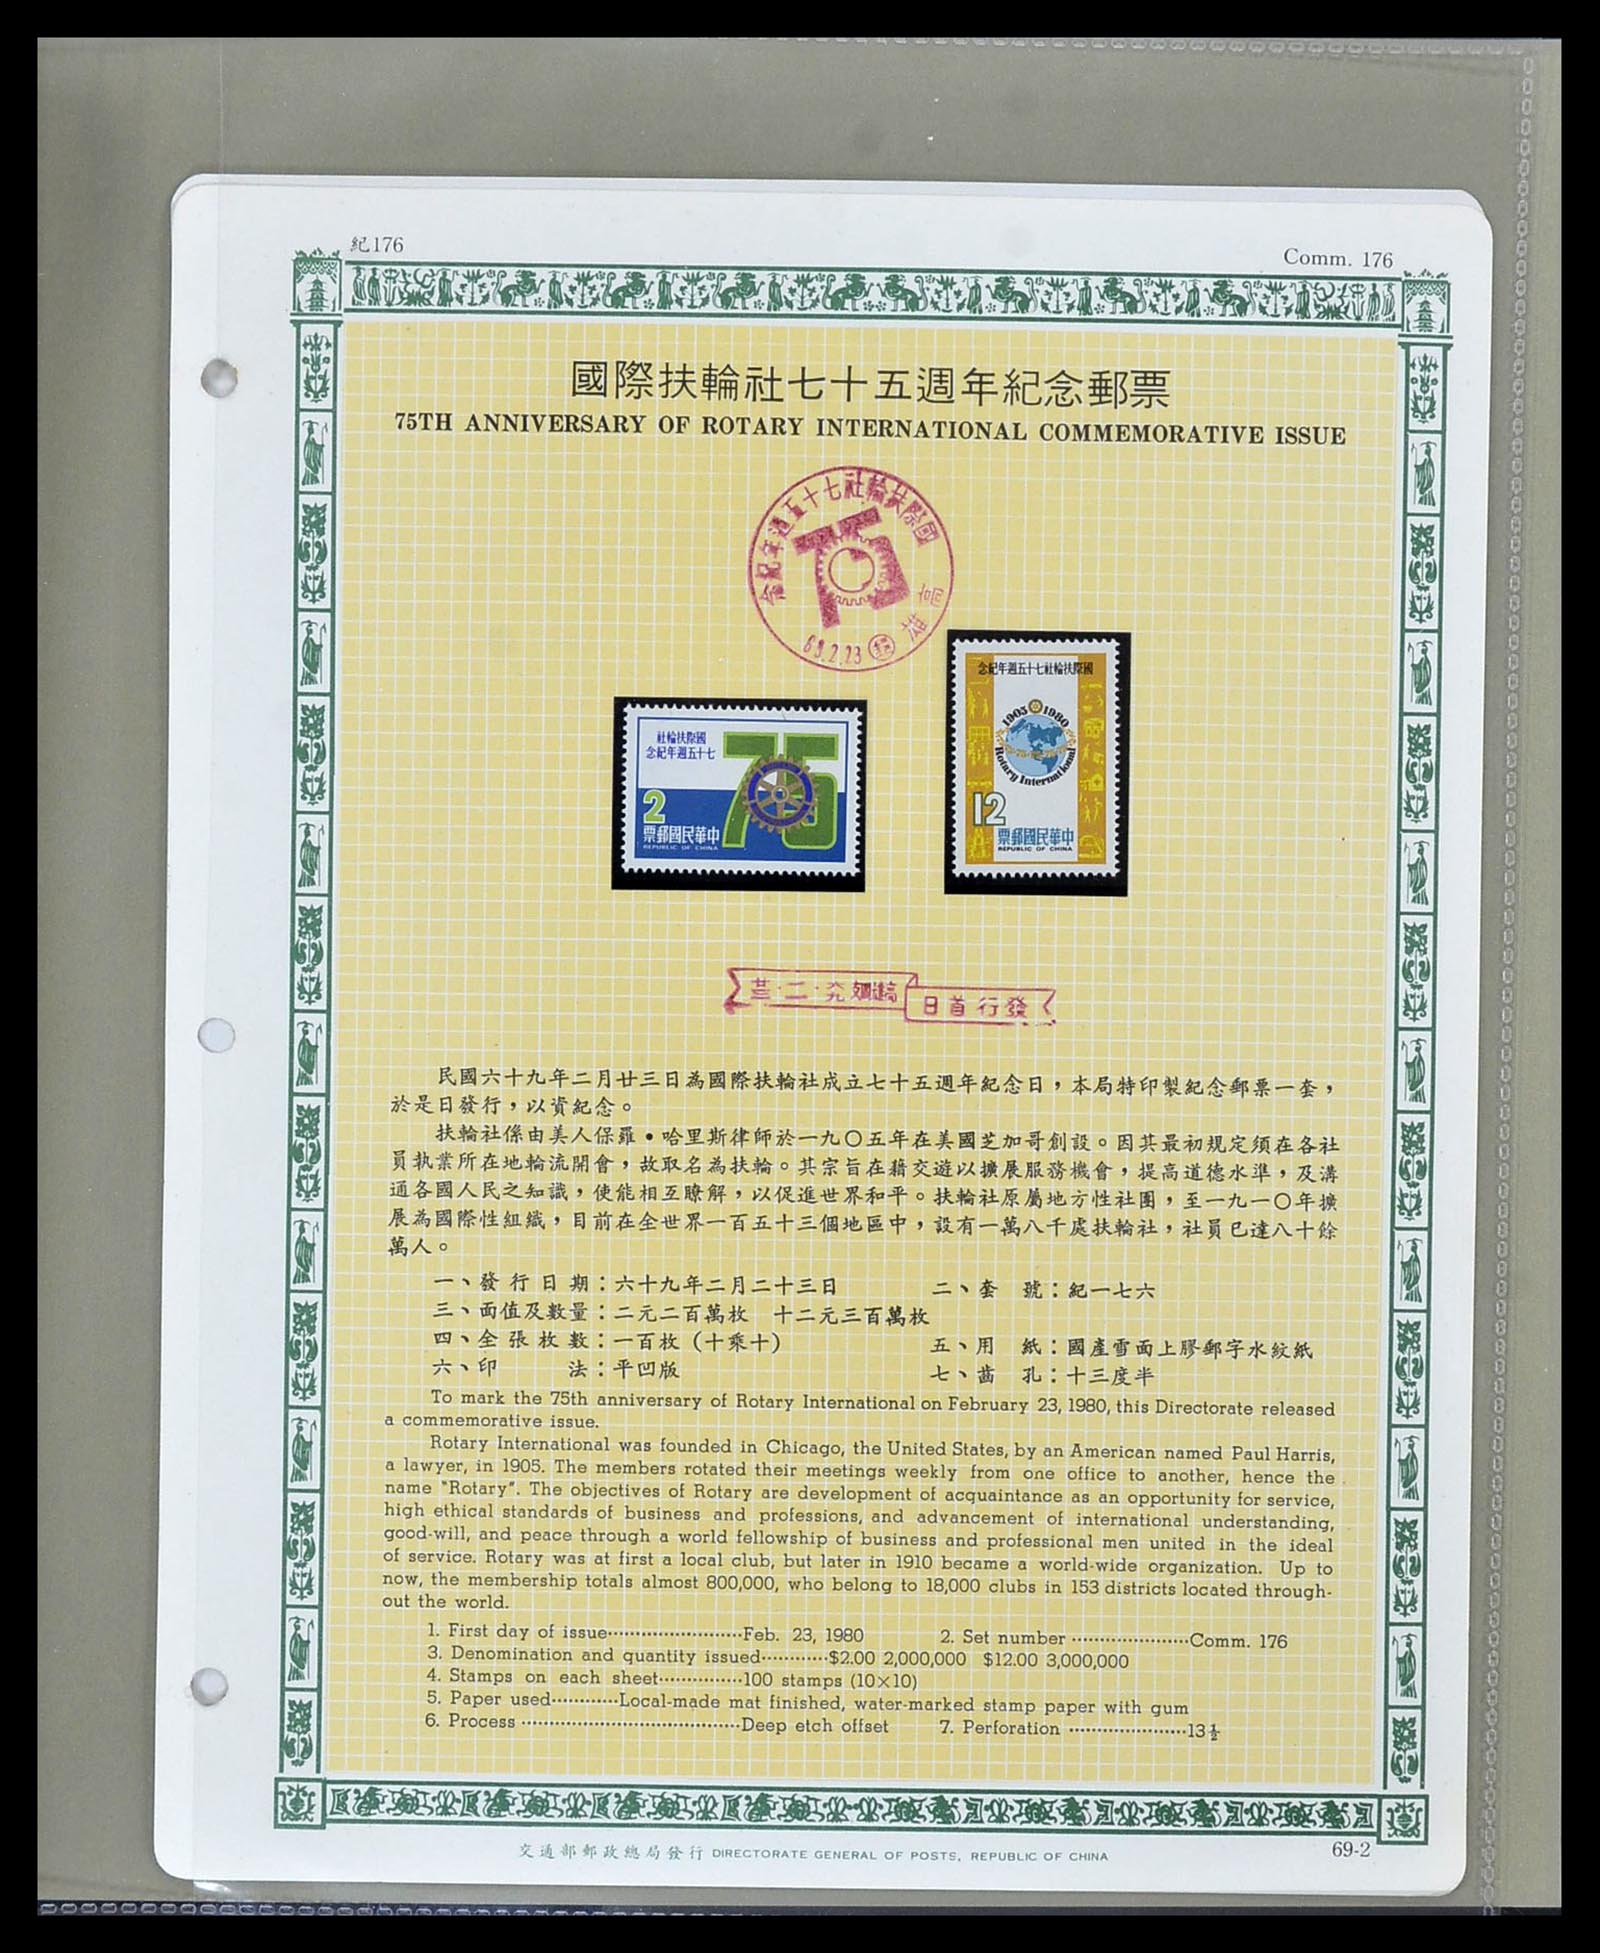 紀176
Comm. 176
國際扶輪社七十五週年紀念郵票
75TH ANNIVERSARY OF ROTARY INTERNATIONAL COMMEMORATIVE ISSUE
國際扶輪社七十五週年紀念
75
高雄
69.2.23
國際扶輪社
七十五週年紀念
75
2
中華民國郵票
REPUBLIC OF CHINA
國際扶輪社七十五週年紀念
1905 1980
Rotary International
12
中華民國郵票
REPUBLIC OF CHINA
發行首日
民國六十九年二月廿三日為國際扶輪社成立七十五週年紀念日，本局特印製紀念郵票一套，
於是日發行，以資紀念。
扶輪社係由美人保羅•哈里斯律師於一九〇五年在美國芝加哥創設。因其最初規定須在各社
員執業所在地輪流開會，故取名為扶輪。其宗旨在藉交遊以擴展服務機會，提高道德水準，及溝
通各國人民之知識，使能相互瞭解，以促進世界和平。扶輪社原屬地方性社團，至一九一〇年擴
展為國際性組織，目前在全世界一百五十三個地區中，設有一萬八千處扶輪社，社員已達八十餘
萬人。
一、發行日期：六十九年二月二十三日 二、套號：紀一七六
三、面值及數量：二元二百萬枚 十二元三百萬枚
四、全張枚數：一百枚（十乘十） 五、用紙：國產雪面上膠郵字水紋紙
六、印法：平凹版 七、齒孔：十三度半
To mark the 75th anniversary of Rotary International on February 23, 1980, this Directorate released
a commemorative issue.
Rotary International was founded in Chicago, the United States, by an American named Paul Harris,
a lawyer, in 1905. The members rotated their meetings weekly from one office to another, hence the
name "Rotary". The objectives of Rotary are development of acquaintance as an opportunity for service,
high ethical standards of business and professions, and advancement of international understanding,
good-will, and peace through a world fellowship of business and professional men united in the ideal
of service. Rotary was at first a local club, but later in 1910 became a world-wide organization. Up to
now, the membership totals almost 800,000, who belong to 18,000 clubs in 153 districts located through-
out the world.
1. First day of issue························Feb. 23, 1980 2. Set number ·····················Comm. 176
3. Denomination and quantity issued············$2.00 2,000,000 $12.00 3,000,000
4. Stamps on each sheet···············100 stamps (10×10)
5. Paper used············Local-made mat finished, water-marked stamp paper with gum
6. Process ·······································Deep etch offset 7. Perforation ·····················13½
交通部郵政總局發行 DIRECTORATE GENERAL OF POSTS, REPUBLIC OF CHINA
69-2